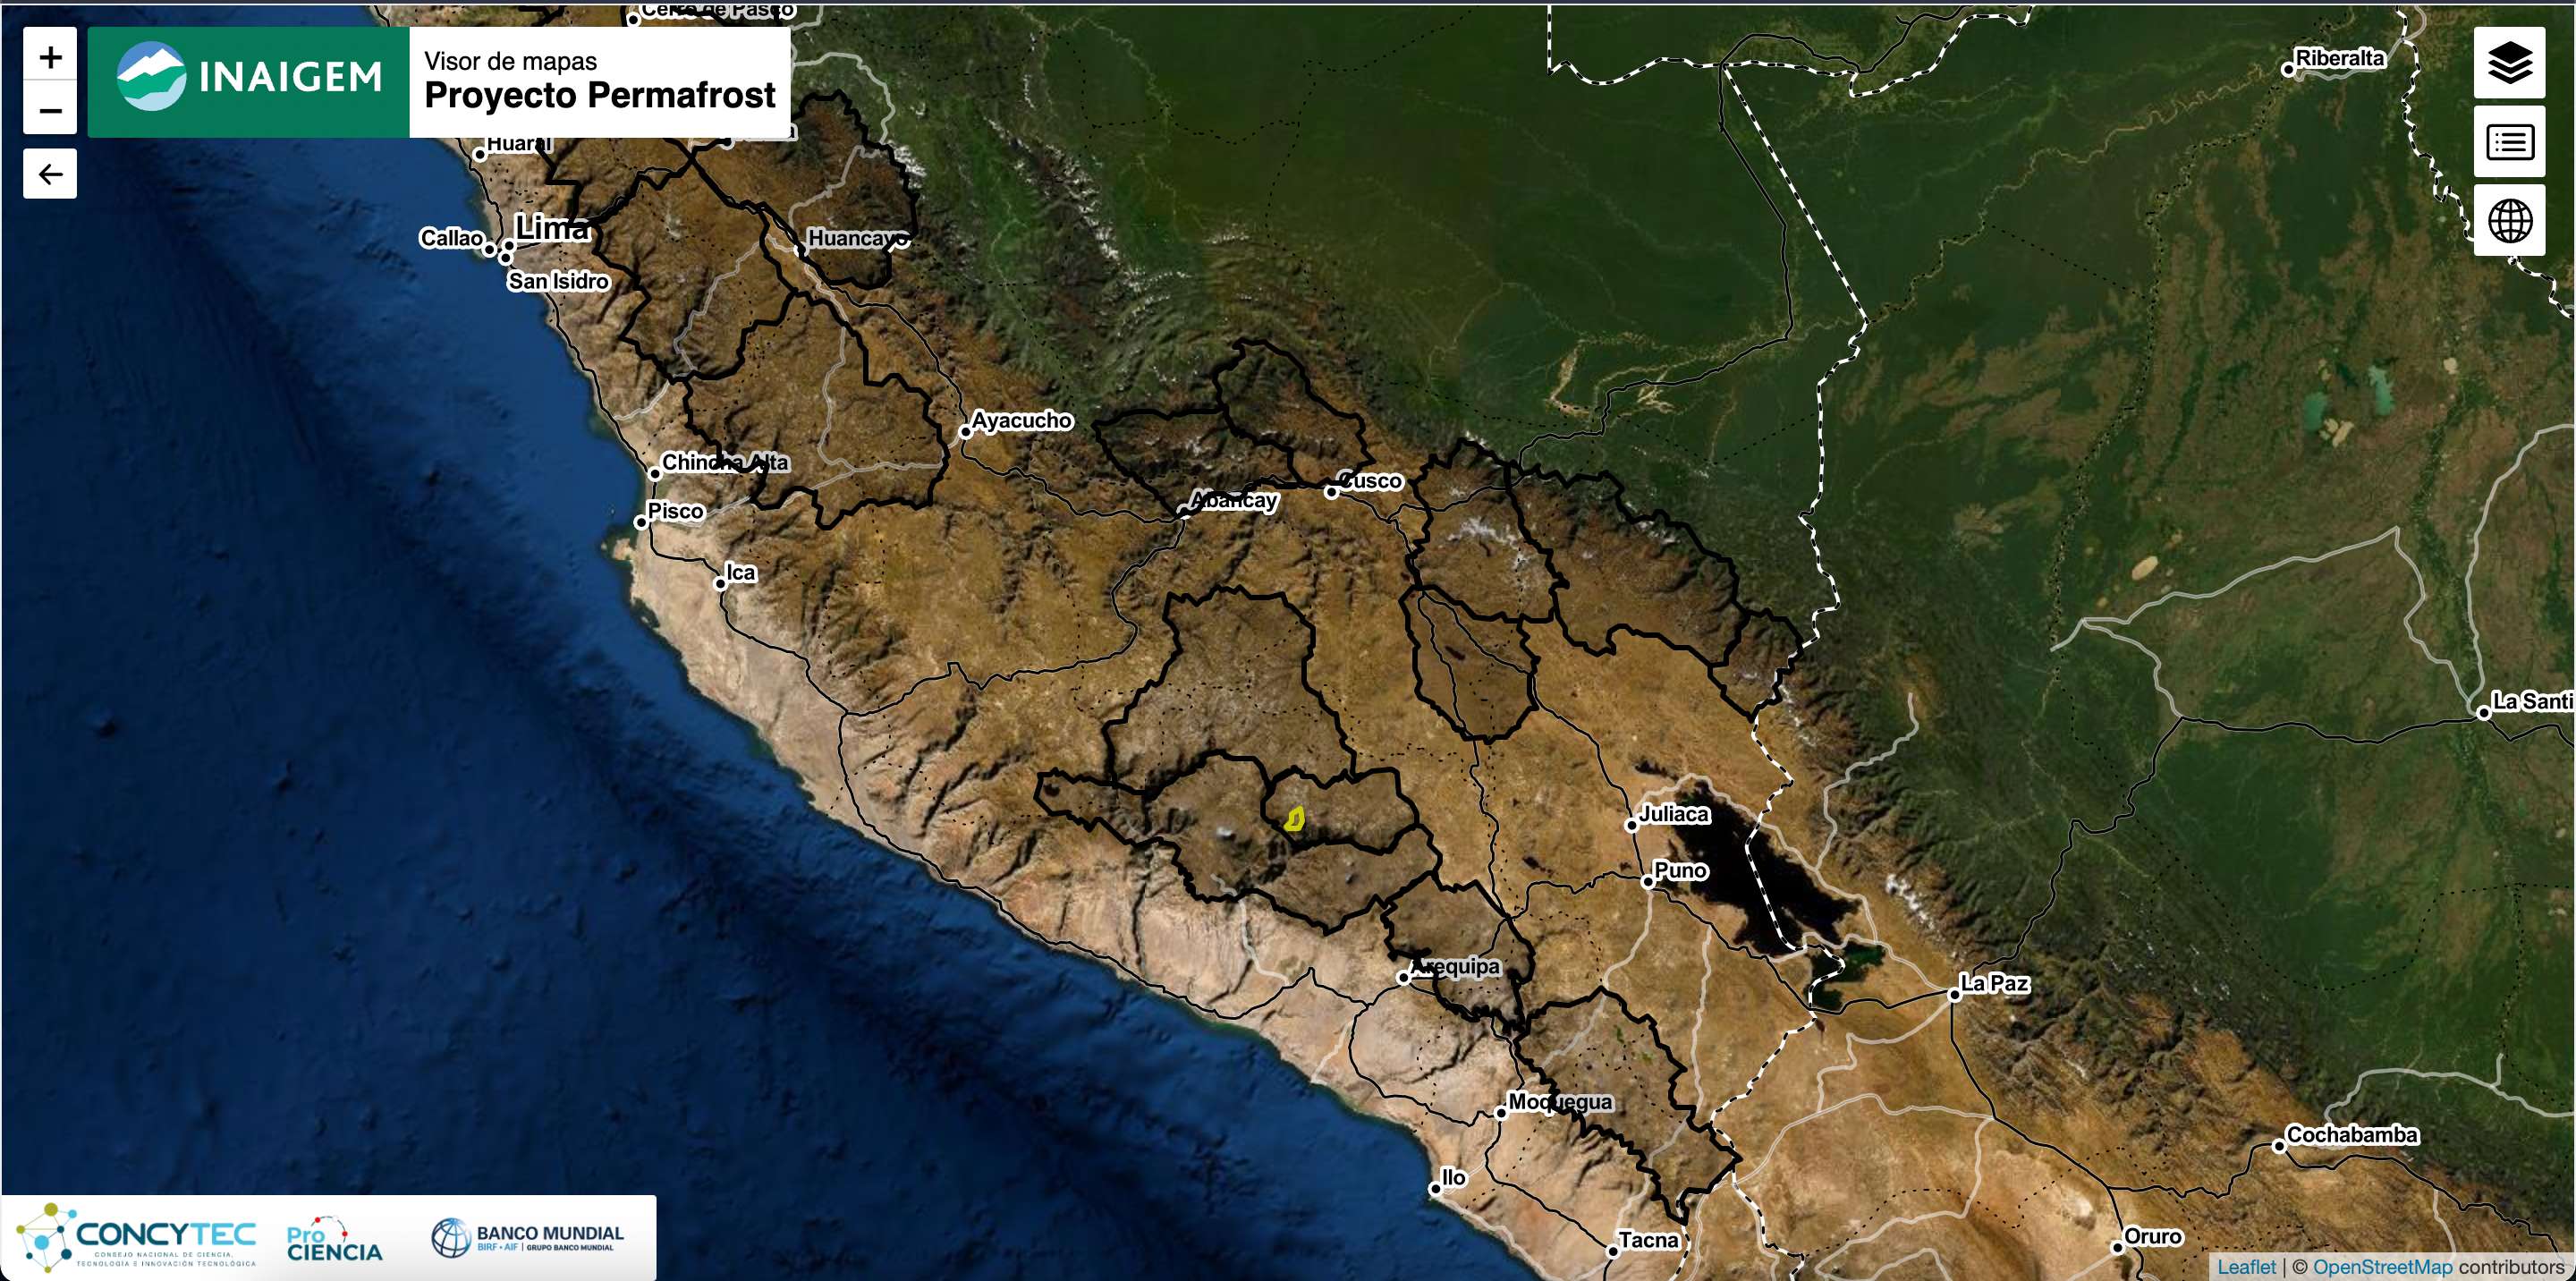 Cerro de Pasco
+
INAIGEM
Visor de mapas
Proyecto Permafrost
−
Riberalta
Huaral
Lima
Callao
San Isidro
Huancayo
Ayacucho
Chincha Alta
Cusco
Abancay
Pisco
Ica
La Santi
Juliaca
Puno
Arequipa
La Paz
Moquegua
Cochabamba
Ilo
Tacna
Oruro
CONCYTEC
CONSEJO NACIONAL DE CIENCIA,
TECNOLOGÍA E INNOVACIÓN TECNOLÓGICA
Pro
CIENCIA
BANCO MUNDIAL
BIRF • AIF | GRUPO BANCO MUNDIAL
Leaflet | © OpenStreetMap contributors